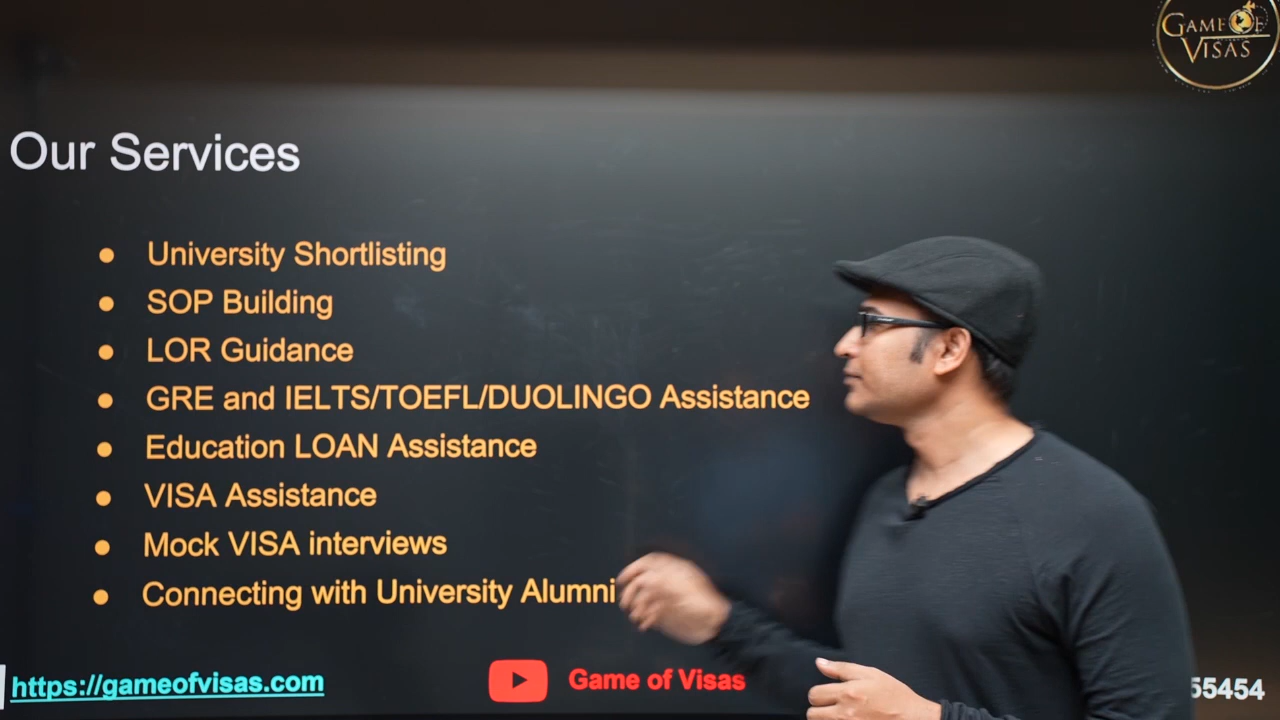 GAME OF
VISAS
Our Services
University Shortlisting
SOP Building
LOR Guidance
GRE and IELTS/TOEFL/DUOLINGO Assistance
Education LOAN Assistance
VISA Assistance
Mock VISA interviews
Connecting with University Alumni
https://gameofvisas.com
Game of Visas
55454